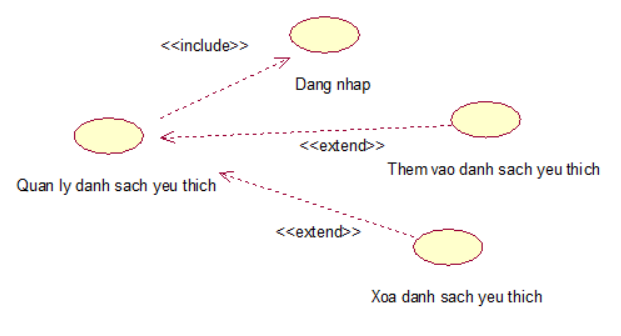 <<include>>
Dang nhap
<<extend>>
Them vao danh sach yeu thich
Quan ly danh sach yeu thich
<<extend>>
Xoa danh sach yeu thich